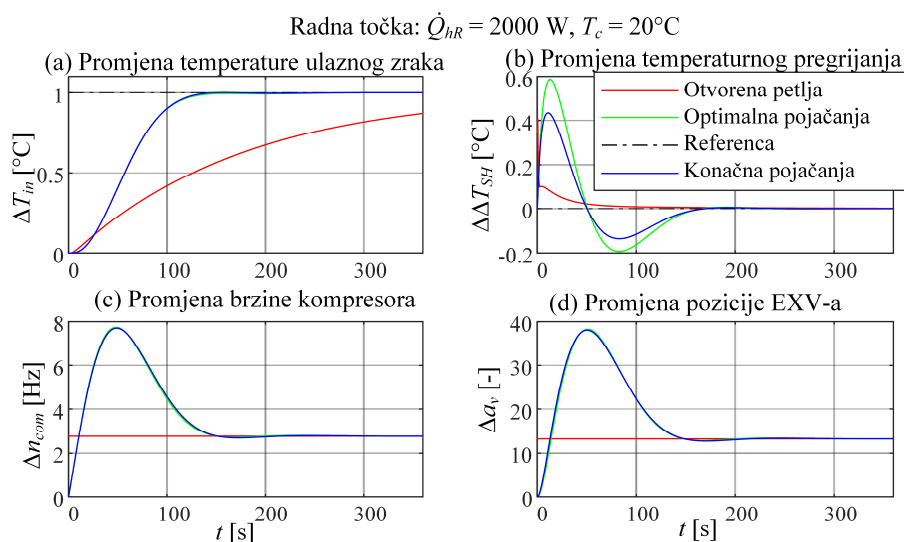 Radna točka: Q̇hR = 2000 W, Tc = 20°C
(a) Promjena temperature ulaznog zraka
ΔTin [°C]
1
0.5
0
0 100 200 300
(b) Promjena temperaturnog pregrijanja
ΔΔTSH [°C]
0.6
0.4
0.2
0
-0.2
0 100 200 300
Otvorena petlja
Optimalna pojačanja
Referenca
Konačna pojačanja
(c) Promjena brzine kompresora
Δncom [Hz]
8
6
4
2
0
0 100 200 300
t [s]
(d) Promjena pozicije EXV-a
Δav [-]
40
30
20
10
0
0 100 200 300
t [s]